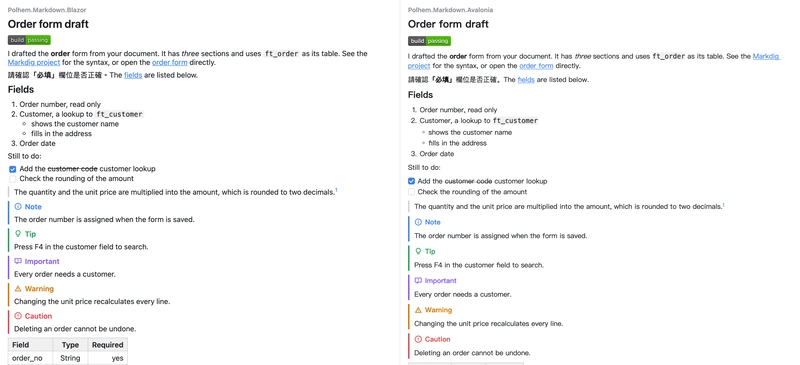 Polhem.Markdown.Blazor
Order form draft
build passing
I drafted the order form from your document. It has three sections and uses ft_order as its table. See the
Markdig project for the syntax, or open the order form directly.
請確認「必填」欄位是否正確。The fields are listed below.
Fields
1. Order number, read only
2. Customer, a lookup to ft_customer
shows the customer name
fills in the address
3. Order date
Still to do:
Add the customer code customer lookup
Check the rounding of the amount
The quantity and the unit price are multiplied into the amount, which is rounded to two decimals.1
Note
The order number is assigned when the form is saved.
Tip
Press F4 in the customer field to search.
Important
Every order needs a customer.
Warning
Changing the unit price recalculates every line.
Caution
Deleting an order cannot be undone.
Field Type Required
order_no String yes
Polhem.Markdown.Avalonia
Order form draft
build passing
I drafted the order form from your document. It has three sections and uses ft_order as its table. See the Markdig
project for the syntax, or open the order form directly.
請確認「必填」欄位是否正確。The fields are listed below.
Fields
1. Order number, read only
2. Customer, a lookup to ft_customer
shows the customer name
fills in the address
3. Order date
Still to do:
Add the customer code customer lookup
Check the rounding of the amount
The quantity and the unit price are multiplied into the amount, which is rounded to two decimals.1
Note
The order number is assigned when the form is saved.
Tip
Press F4 in the customer field to search.
Important
Every order needs a customer.
Warning
Changing the unit price recalculates every line.
Caution
Deleting an order cannot be undone.